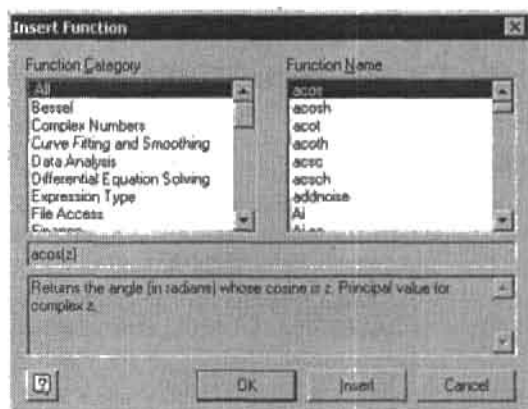 Insert Function
Function Category
Function Name
All
Bessel
Complex Numbers
Curve Fitting and Smoothing
Data Analysis
Differential Equation Solving
Expression Type
File Access
acos
acosh
acot
acoth
acsc
acsch
addnoise
Ai
acos(z)
Returns the angle (in radians) whose cosine is z. Principal value for
complex z.
OK
Insert
Cancel